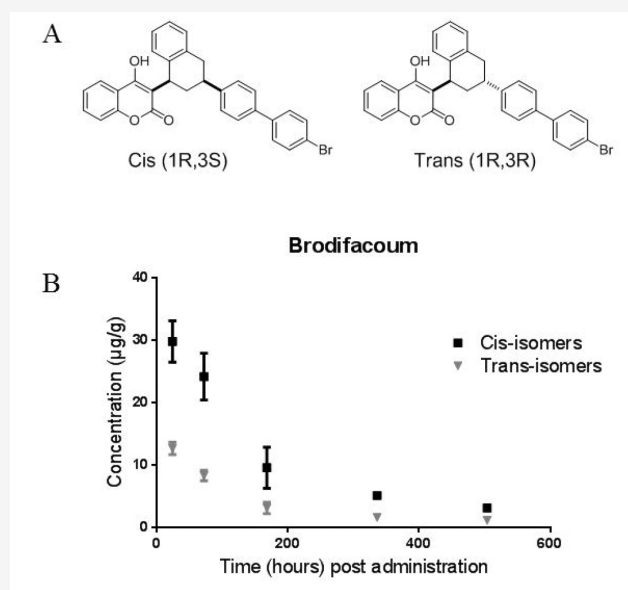 A
OH
O
O
Br
Cis (1R,3S)
OH
O
O
Br
Trans (1R,3R)
Brodifacoum
B
Concentration (µg/g)
40
30
20
10
0
Cis-isomers
Trans-isomers
0 200 400 600
Time (hours) post administration